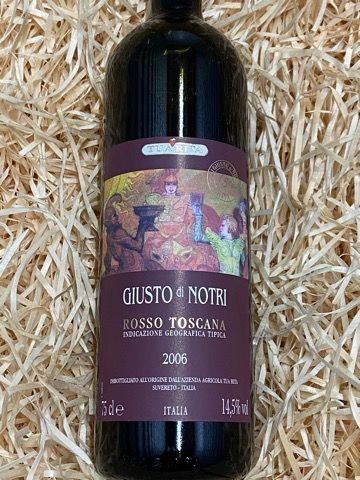 TUA RITA
GIUSTO di NOTRI
ROSSO TOSCANA
INDICAZIONE GEOGRAFICA TIPICA
2006
IMBOTTIGLIATO ALL'ORIGINE DALL'AZIENDA AGRICOLA TUA RITA
SUVERETO - ITALIA
75 cl e ITALIA 14,5% vol